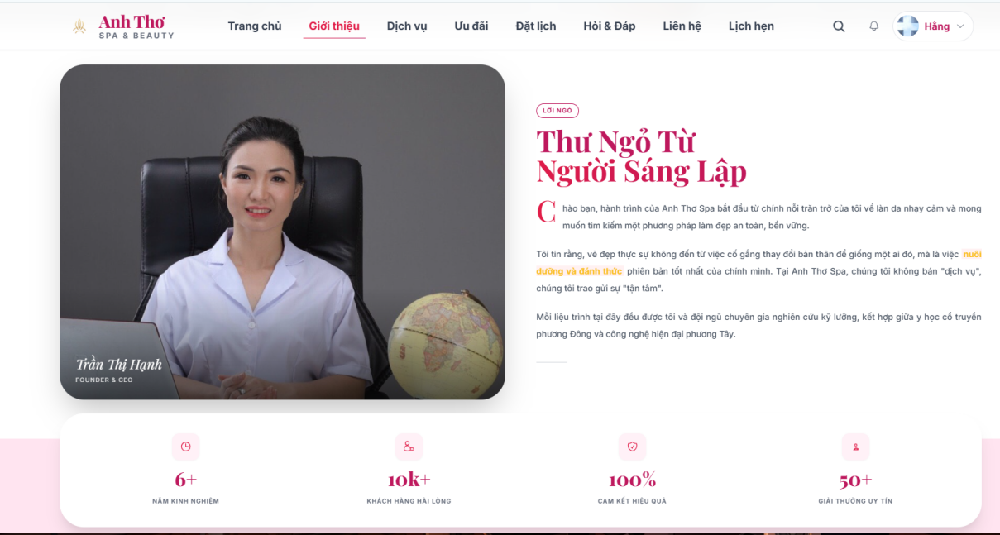 Anh Thơ
SPA & BEAUTY
Trang chủ
Giới thiệu
Dịch vụ
Ưu đãi
Đặt lịch
Hỏi & Đáp
Liên hệ
Lịch hẹn
Hằng
LỜI NGỎ
Thư Ngỏ Từ
Người Sáng Lập
Chào bạn, hành trình của Anh Thơ Spa bắt đầu từ chính nỗi trăn trở của tôi về làn da nhạy cảm và mong
muốn tìm kiếm một phương pháp làm đẹp an toàn, bền vững.
Tôi tin rằng, vẻ đẹp thực sự không đến từ việc cố gắng thay đổi bản thân để giống một ai đó, mà là việc nuôi
dưỡng và đánh thức phiên bản tốt nhất của chính mình. Tại Anh Thơ Spa, chúng tôi không bán "dịch vụ",
chúng tôi trao gửi sự "tận tâm".
Mỗi liệu trình tại đây đều được tôi và đội ngũ chuyên gia nghiên cứu kỹ lưỡng, kết hợp giữa y học cổ truyền
phương Đông và công nghệ hiện đại phương Tây.
Trần Thị Hạnh
FOUNDER & CEO
6+
NĂM KINH NGHIỆM
10k+
KHÁCH HÀNG HÀI LÒNG
100%
CAM KẾT HIỆU QUẢ
50+
GIẢI THƯỞNG UY TÍN